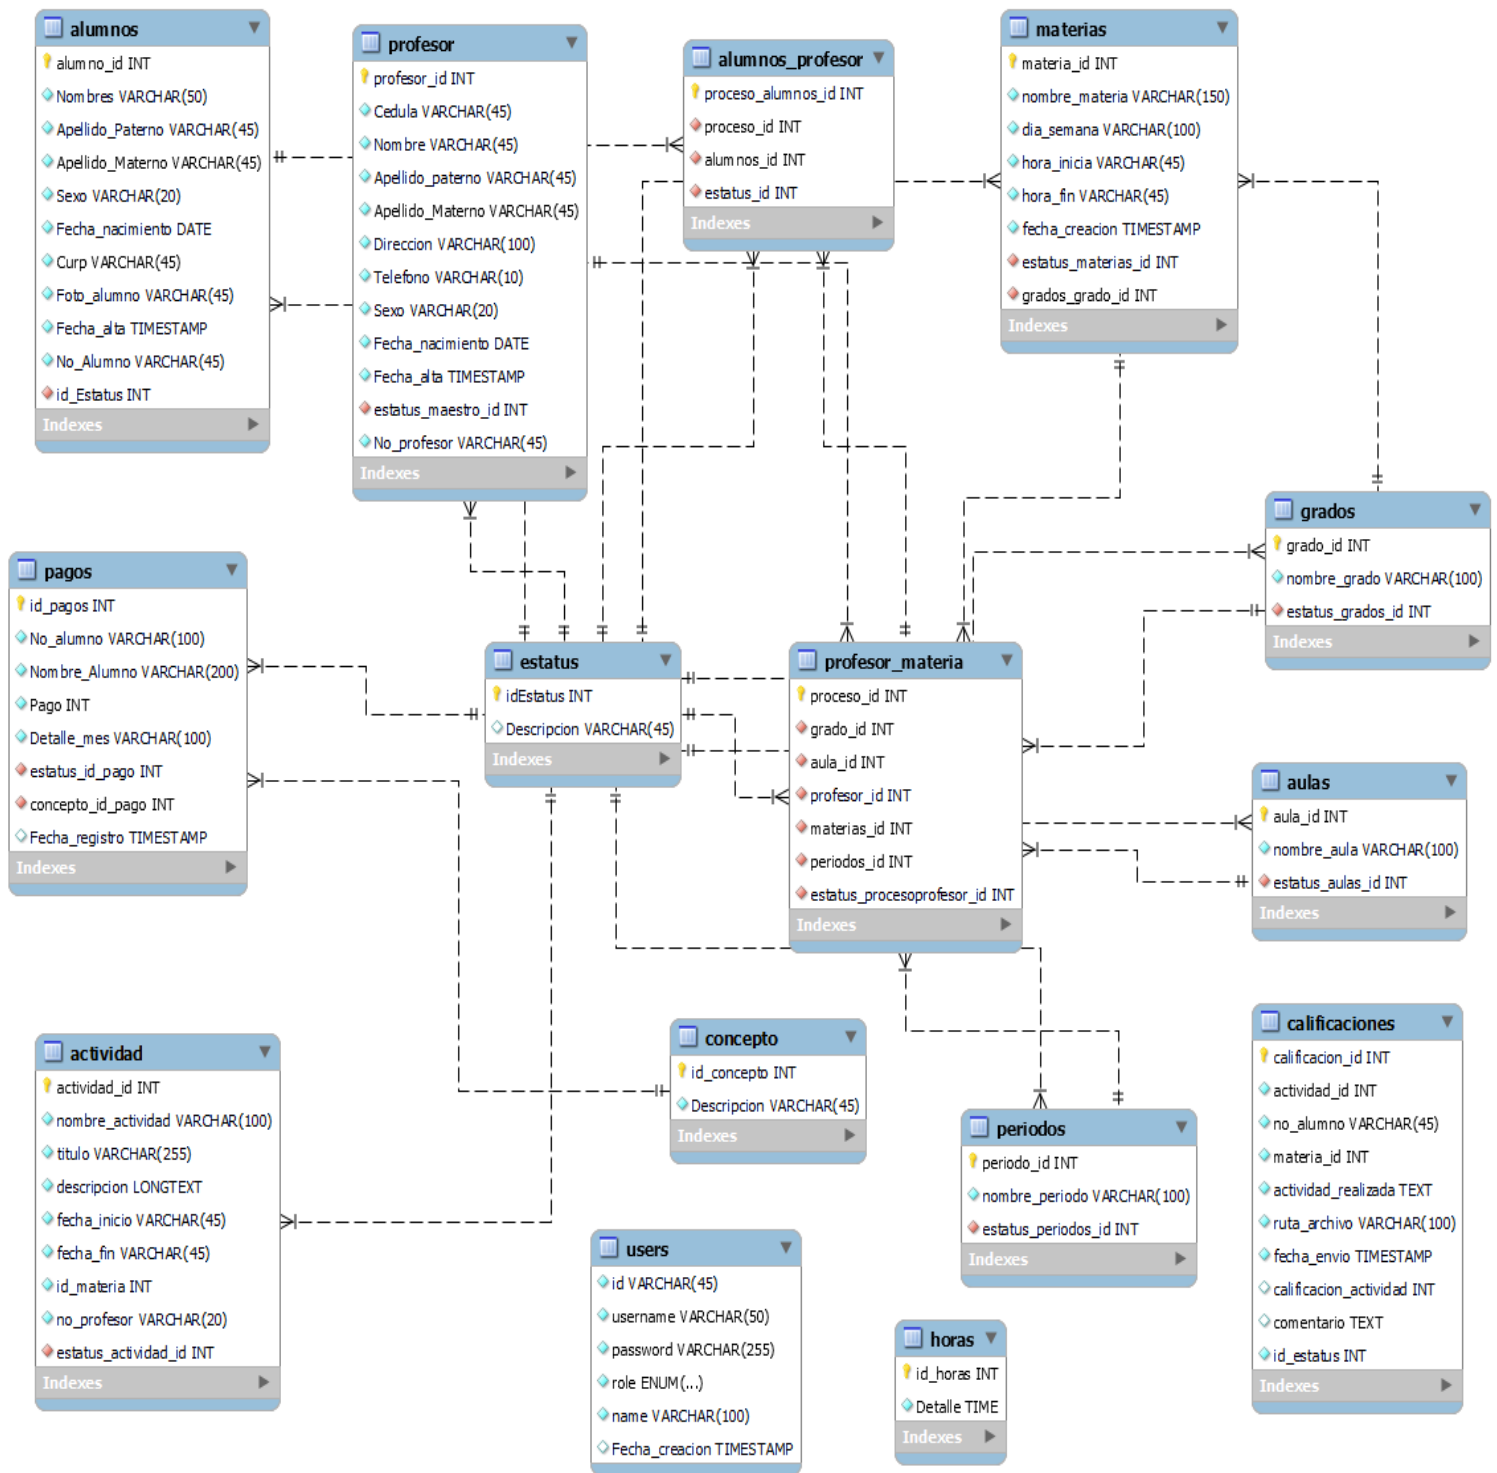 alumnos
alumno_id INT
Nombres VARCHAR(50)
Apellido_Paterno VARCHAR(45)
Apellido_Materno VARCHAR(45)
Sexo VARCHAR(20)
Fecha_nacimiento DATE
Curp VARCHAR(45)
Foto_alumno VARCHAR(45)
Fecha_alta TIMESTAMP
No_Alumno VARCHAR(45)
id_Estatus INT
Indexes
profesor
profesor_id INT
Cedula VARCHAR(45)
Nombre VARCHAR(45)
Apellido_paterno VARCHAR(45)
Apellido_Materno VARCHAR(45)
Direccion VARCHAR(100)
Telefono VARCHAR(10)
Sexo VARCHAR(20)
Fecha_nacimiento DATE
Fecha_alta TIMESTAMP
estatus_maestro_id INT
No_profesor VARCHAR(45)
Indexes
alumnos_profesor
proceso_alumnos_id INT
proceso_id INT
alumnos_id INT
estatus_id INT
Indexes
materias
materia_id INT
nombre_materia VARCHAR(150)
dia_semana VARCHAR(100)
hora_inicia VARCHAR(45)
hora_fin VARCHAR(45)
fecha_creacion TIMESTAMP
estatus_materias_id INT
grados_grado_id INT
Indexes
grados
grado_id INT
nombre_grado VARCHAR(100)
estatus_grados_id INT
Indexes
pagos
id_pagos INT
No_alumno VARCHAR(100)
Nombre_Alumno VARCHAR(200)
Pago INT
Detalle_mes VARCHAR(100)
estatus_id_pago INT
concepto_id_pago INT
Fecha_registro TIMESTAMP
Indexes
estatus
idEstatus INT
Descripcion VARCHAR(45)
Indexes
profesor_materia
proceso_id INT
grado_id INT
aula_id INT
profesor_id INT
materias_id INT
periodos_id INT
estatus_procesoprofesor_id INT
Indexes
aulas
aula_id INT
nombre_aula VARCHAR(100)
estatus_aulas_id INT
Indexes
actividad
actividad_id INT
nombre_actividad VARCHAR(100)
titulo VARCHAR(255)
descripcion LONGTEXT
fecha_inicio VARCHAR(45)
fecha_fin VARCHAR(45)
id_materia INT
no_profesor VARCHAR(20)
estatus_actividad_id INT
Indexes
concepto
id_concepto INT
Descripcion VARCHAR(45)
Indexes
periodos
periodo_id INT
nombre_periodo VARCHAR(100)
estatus_periodos_id INT
Indexes
calificaciones
calificacion_id INT
actividad_id INT
no_alumno VARCHAR(45)
materia_id INT
actividad_realizada TEXT
ruta_archivo VARCHAR(100)
fecha_envio TIMESTAMP
calificacion_actividad INT
comentario TEXT
id_estatus INT
Indexes
users
id VARCHAR(45)
username VARCHAR(50)
password VARCHAR(255)
role ENUM(...)
name VARCHAR(100)
Fecha_creacion TIMESTAMP
horas
id_horas INT
Detalle TIME
Indexes